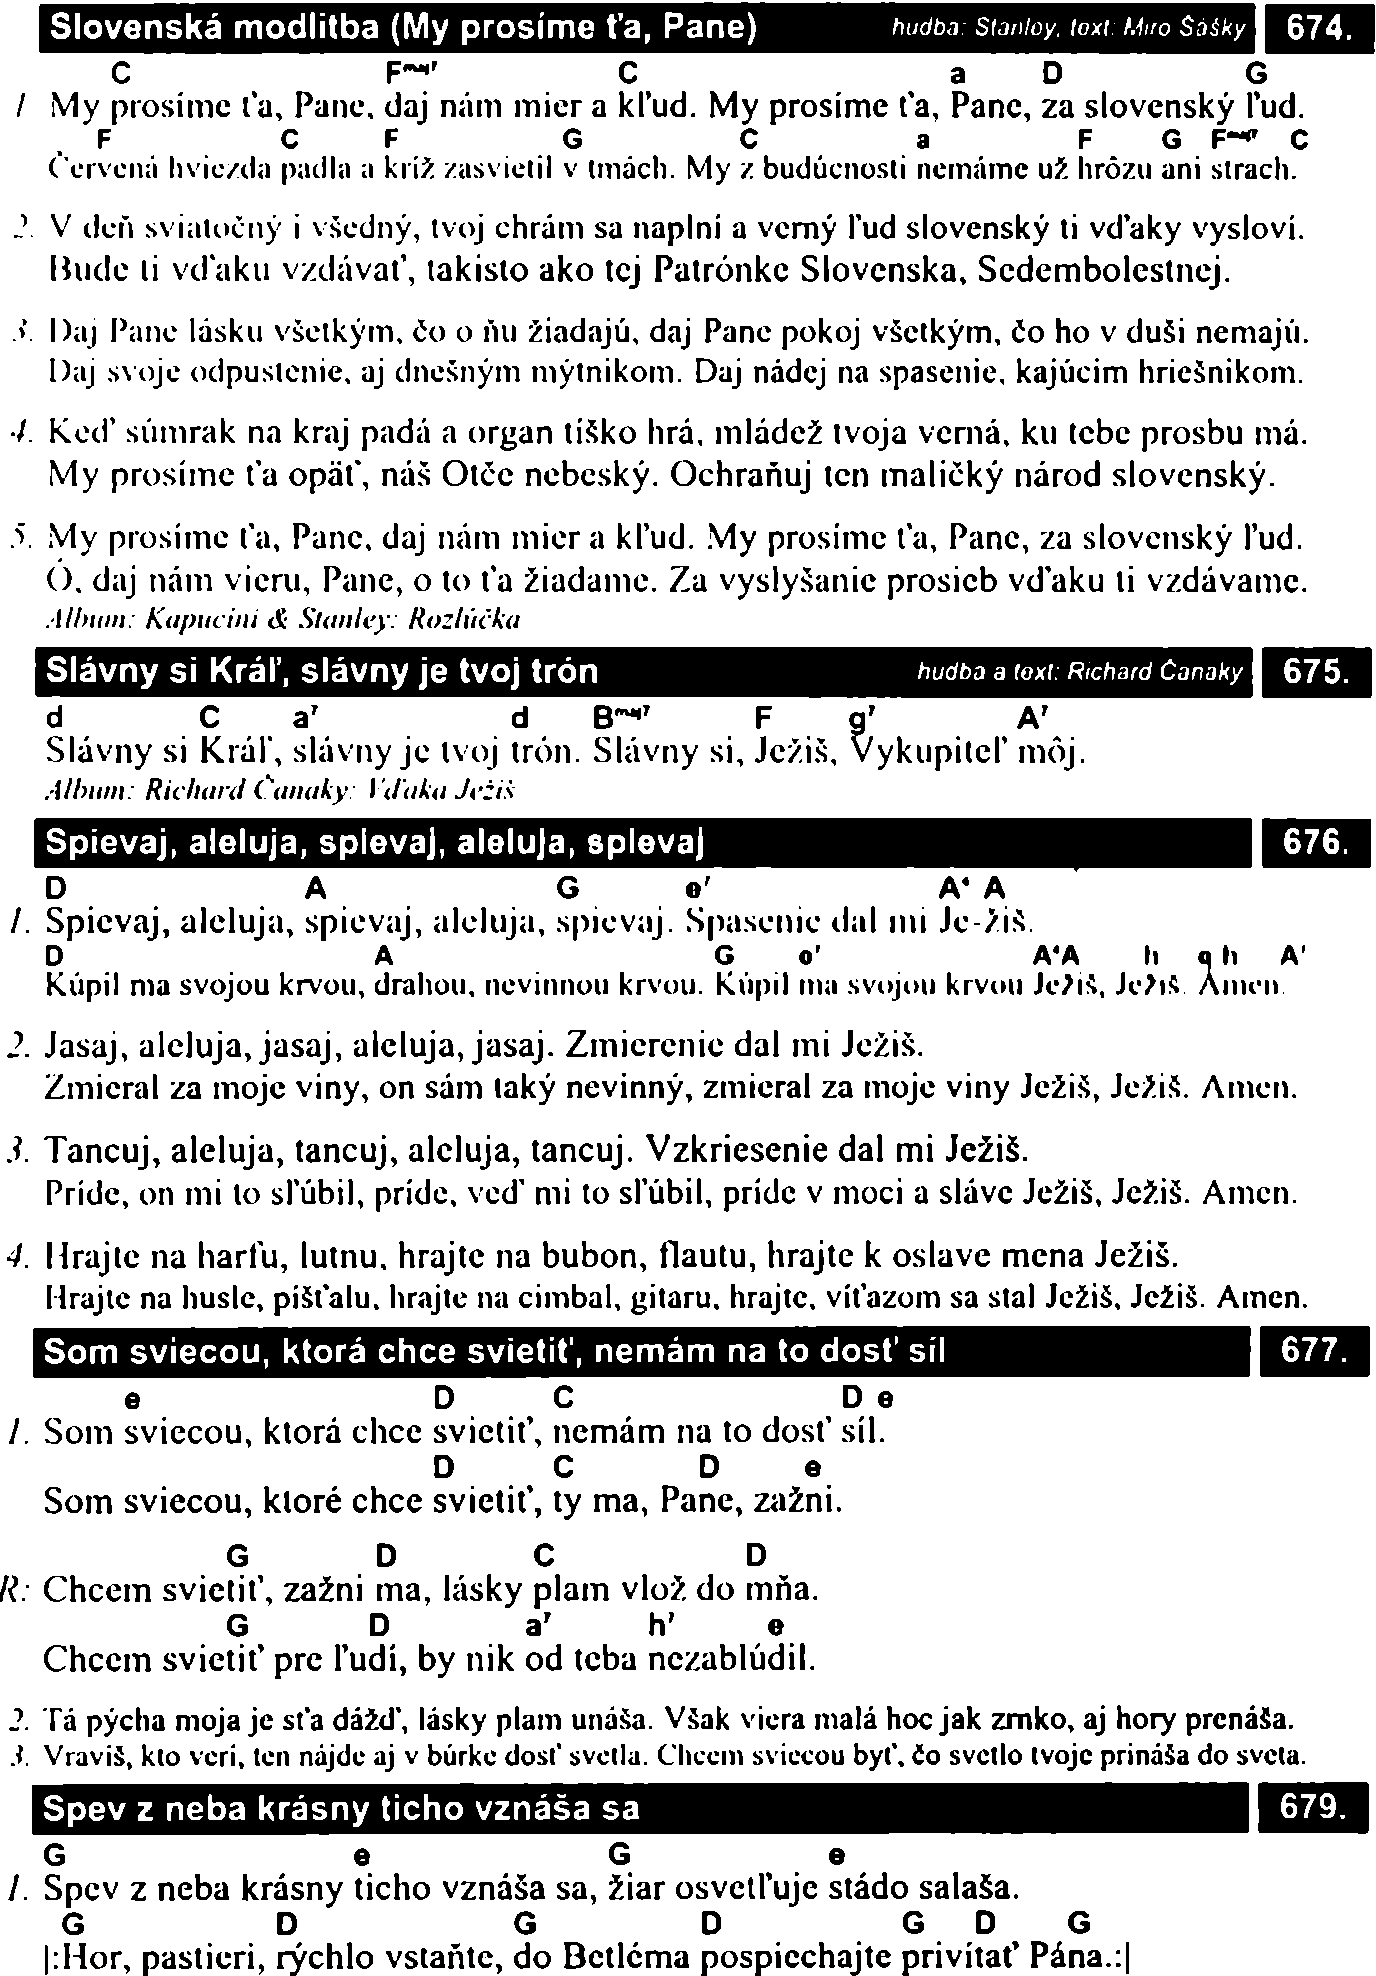 Slovenská modlitba (My prosíme ťa, Pane) hudba: Stanley, text: Miro Šášky 674.
C Fmaj7 C a D G
1 My prosíme ťa, Pane, daj nám mier a kľud. My prosíme ťa, Pane, za slovenský ľud.
F C F G C a F G Fmaj7 C
Červená hviezda padla a kríž zasvietil v tmách. My z budúcnosti nemáme už hrôzu ani strach.
2. V deň sviatočný i všedný, tvoj chrám sa naplní a verný ľud slovenský ti vďaky vysloví.
Bude ti vďaku vzdávať, takisto ako tej Patrónke Slovenska, Sedembolestnej.
3. Daj Pane lásku všetkým, čo o ňu žiadajú, daj Pane pokoj všetkým, čo ho v duši nemajú.
Daj svoje odpustenie, aj dnešným mýtnikom. Daj nádej na spasenie, kajúcim hriešnikom.
4. Keď súmrak na kraj padá a organ tíško hrá, mládež tvoja verná, ku tebe prosbu má.
My prosíme ťa opäť, náš Otče nebeský. Ochraňuj ten maličký národ slovenský.
5. My prosíme ťa, Pane, daj nám mier a kľud. My prosíme ťa, Pane, za slovenský ľud.
Ó, daj nám vieru, Pane, o to ťa žiadame. Za vyslyšanie prosieb vďaku ti vzdávame.
Album: Kapucíni & Stanley: Rozlúčka
Slávny si Kráľ, slávny je tvoj trón hudba a text: Richard Čanaky 675.
d C a7 d Bmaj7 F g7 A7
Slávny si Kráľ, slávny je tvoj trón. Slávny si, Ježiš, Vykupiteľ môj.
Album: Richard Čanaky: Vďaka Ježiš
Spievaj, aleluja, spievaj, aleluja, spievaj 676.
D A G e7 A4 A
1. Spievaj, aleluja, spievaj, aleluja, spievaj. Spasenie dal mi Je-žiš.
D A G e7 A4A h g h A7
Kúpil ma svojou krvou, drahou, nevinnou krvou. Kúpil ma svojou krvou Ježiš, Ježiš. Amen.
2. Jasaj, aleluja, jasaj, aleluja, jasaj. Zmierenie dal mi Ježiš.
Zmieral za moje viny, on sám taký nevinný, zmieral za moje viny Ježiš, Ježiš. Amen.
3. Tancuj, aleluja, tancuj, aleluja, tancuj. Vzkriesenie dal mi Ježiš.
Príde, on mi to sľúbil, príde, veď mi to sľúbil, príde v moci a sláve Ježiš, Ježiš. Amen.
4. Hrajte na harfu, lutnu, hrajte na bubon, flautu, hrajte k oslave mena Ježiš.
Hrajte na husle, píšťalu, hrajte na cimbal, gitaru, hrajte, víťazom sa stal Ježiš, Ježiš. Amen.
Som sviecou, ktorá chce svietiť, nemám na to dosť síl 677.
e D C D e
1. Som sviecou, ktorá chce svietiť, nemám na to dosť síl.
D C D e
Som sviecou, ktoré chce svietiť, ty ma, Pane, zažni.
G D C D
R: Chcem svietiť, zažni ma, lásky plam vlož do mňa.
G D a7 h7 e
Chcem svietiť pre ľudí, by nik od teba nezablúdil.
2. Tá pýcha moja je sťa dážď, lásky plam unáša. Však viera malá hoc jak zrnko, aj hory prenáša.
3. Vravíš, kto verí, ten nájde aj v búrke dosť svetla. Chcem sviecou byť, čo svetlo tvoje prináša do sveta.
Spev z neba krásny ticho vznáša sa 679.
G e G e
1. Spev z neba krásny ticho vznáša sa, žiar osvetľuje stádo salaša.
G D G D G D G
|:Hor, pastieri, rýchlo vstaňte, do Betléma pospiechajte privítať Pána.:|